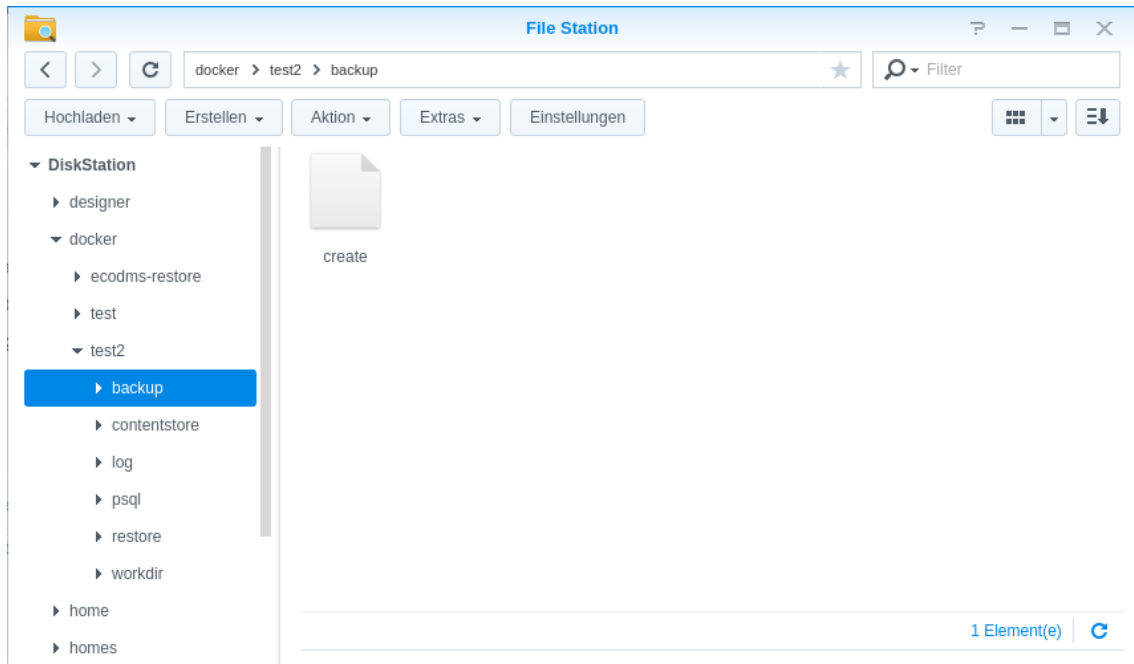 File Station
docker > test2 > backup
Filter
Hochladen Erstellen Aktion Extras Einstellungen
DiskStation
designer
docker
ecodms-restore
test
test2
backup
contentstore
log
psql
restore
workdir
home
homes
create
1 Element(e)